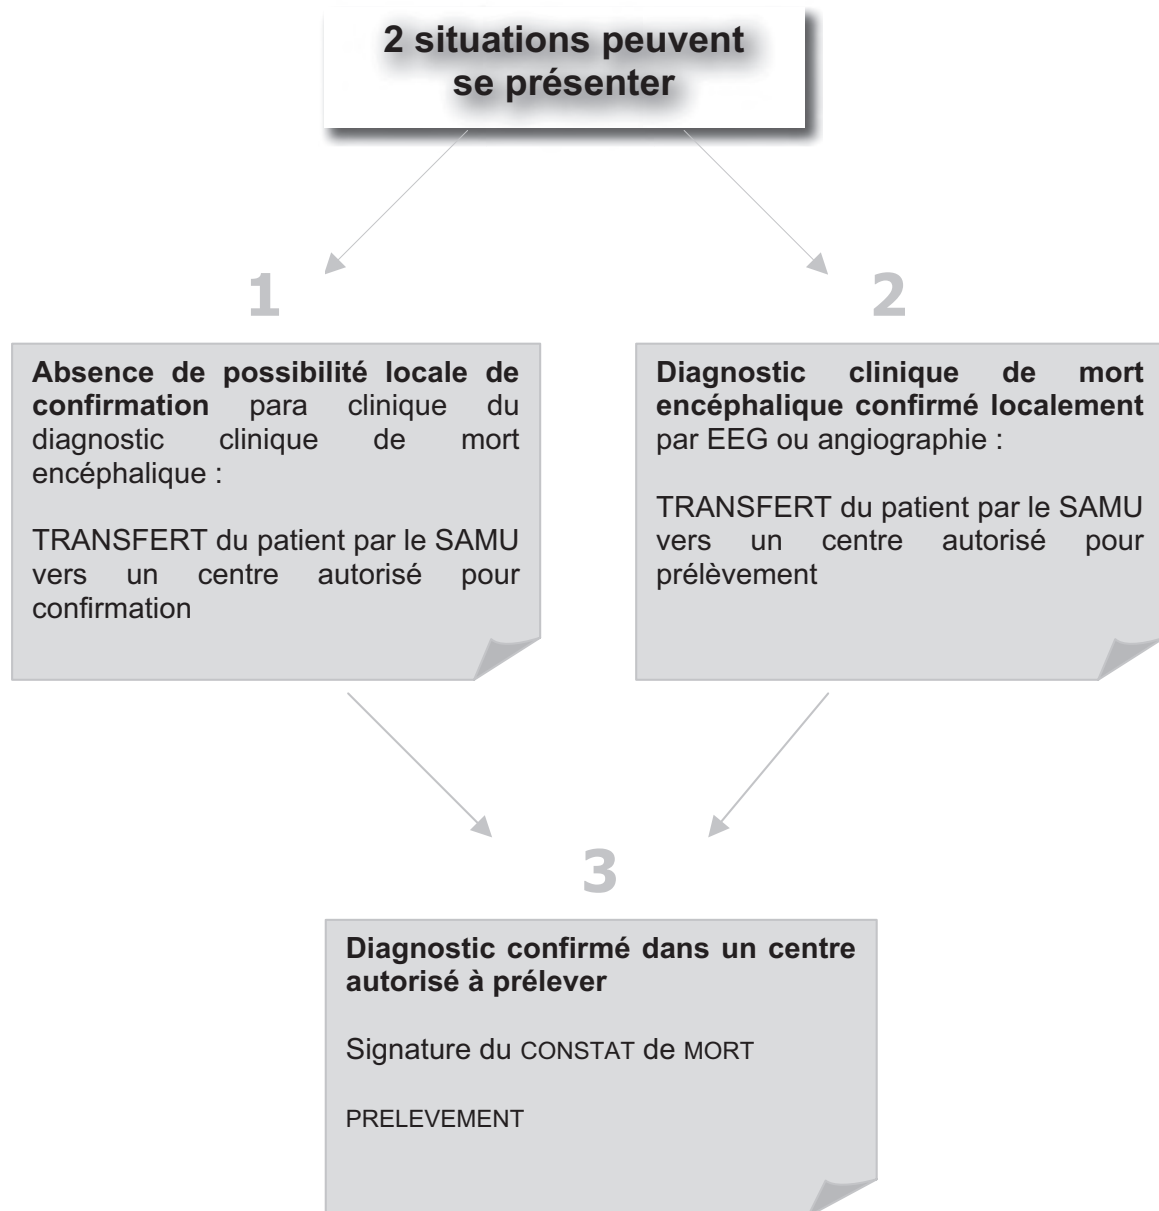 2 situations peuvent
se présenter
1
Absence de possibilité locale de
confirmation para clinique du
diagnostic clinique de mort
encéphalique :
TRANSFERT du patient par le SAMU
vers un centre autorisé pour
confirmation
2
Diagnostic clinique de mort
encéphalique confirmé localement
par EEG ou angiographie :
TRANSFERT du patient par le SAMU
vers un centre autorisé pour
prélèvement
3
Diagnostic confirmé dans un centre
autorisé à prélever
Signature du CONSTAT de MORT
PRELEVEMENT